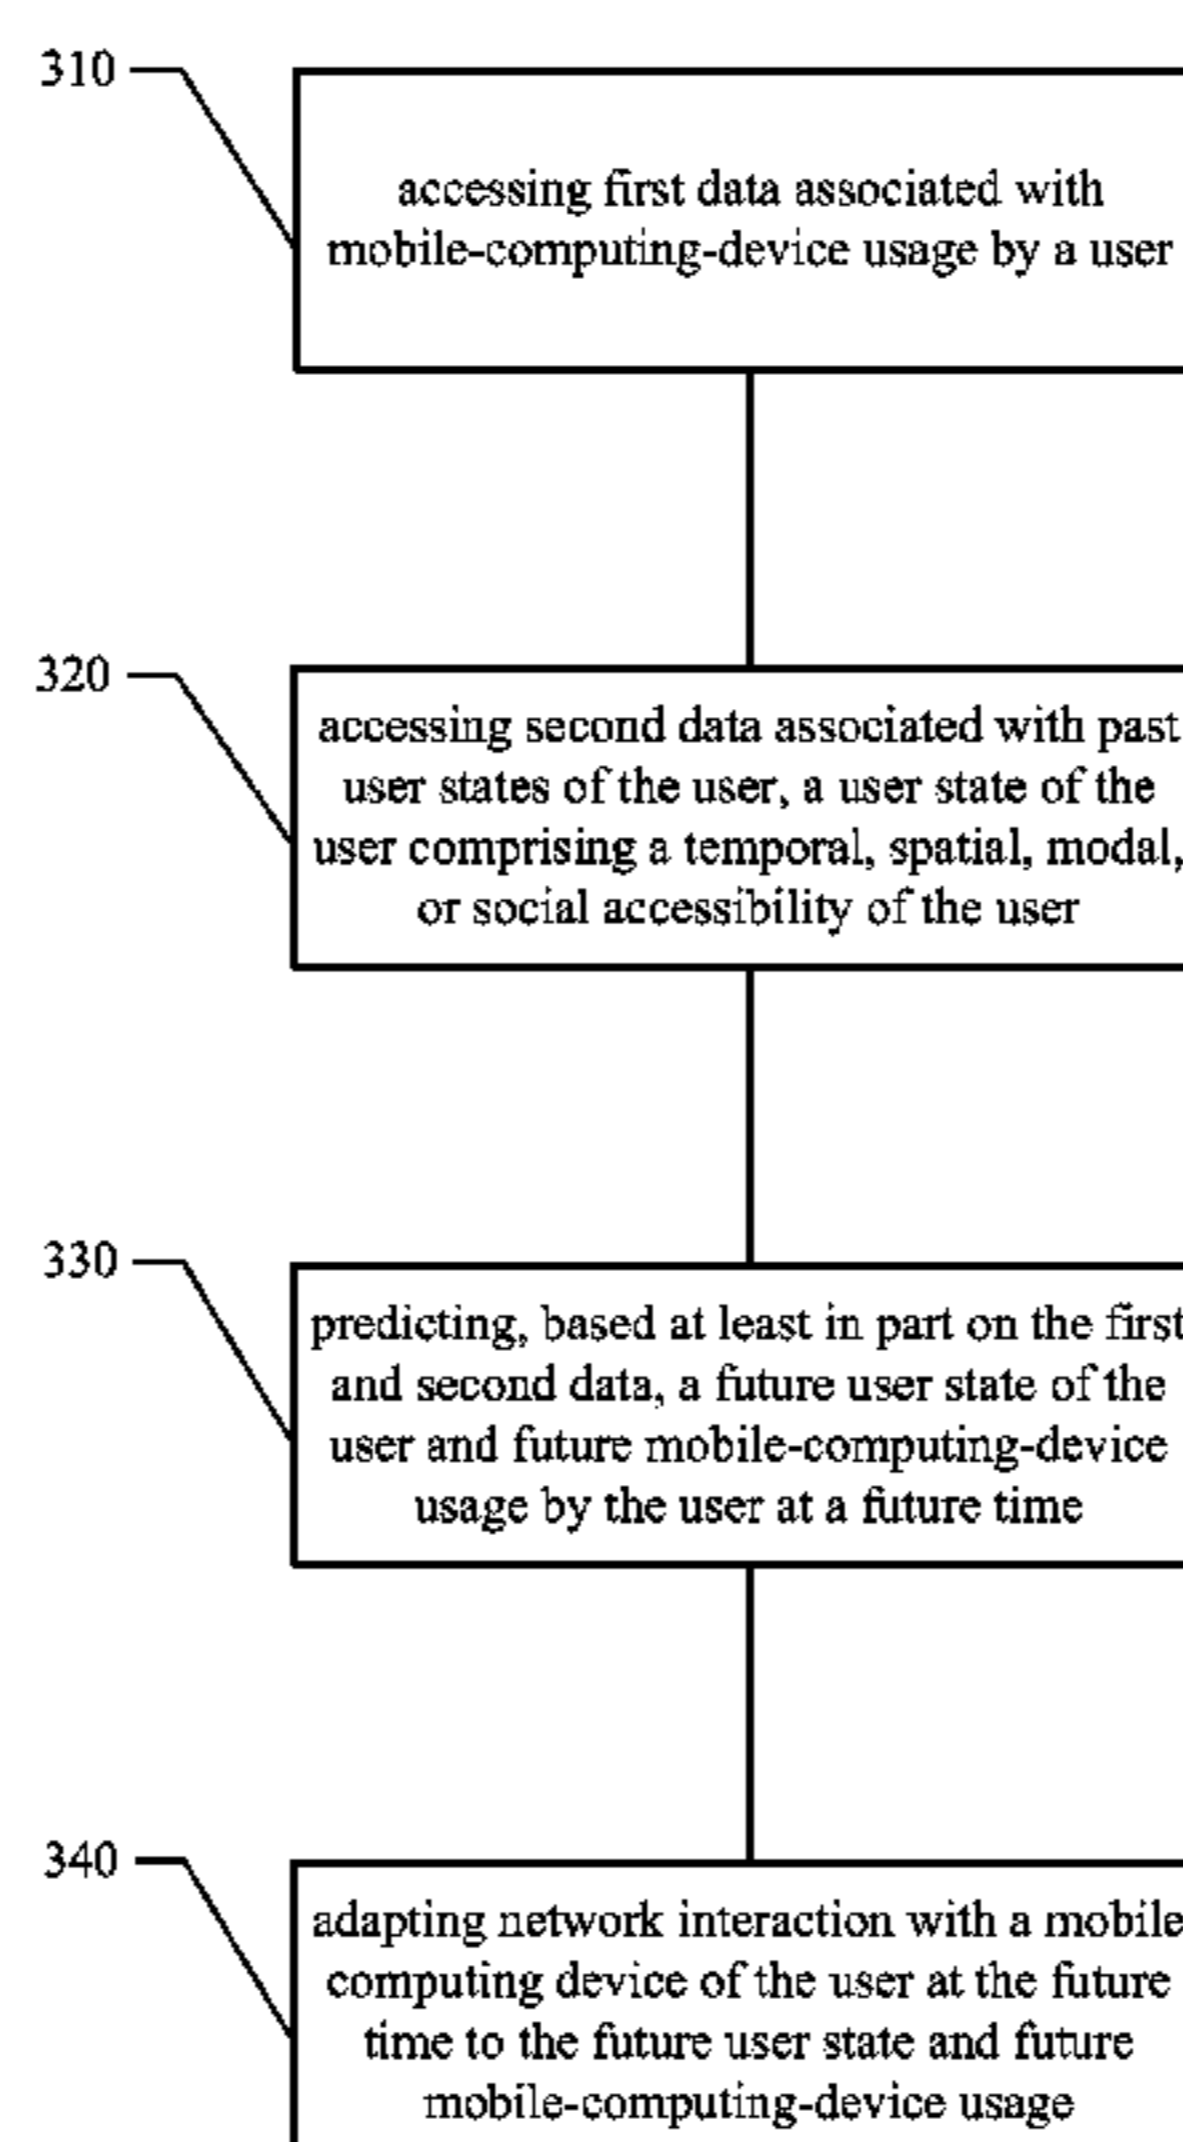 310
accessing first data associated with
mobile-computing-device usage by a user
320
accessing second data associated with past
user states of the user, a user state of the
user comprising a temporal, spatial, modal,
or social accessibility of the user
330
predicting, based at least in part on the first
and second data, a future user state of the
user and future mobile-computing-device
usage by the user at a future time
340
adapting network interaction with a mobile
computing device of the user at the future
time to the future user state and future
mobile-computing-device usage